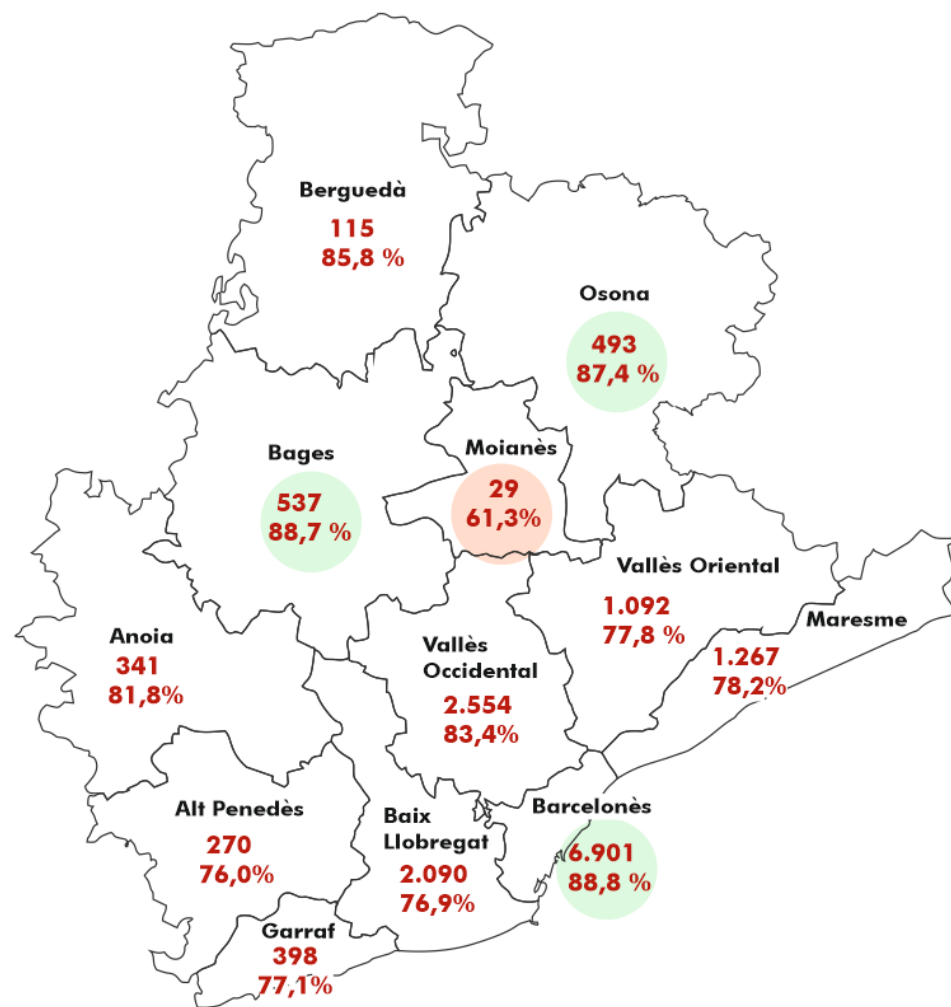 Berguedà
115
85,8 %
Osona
493
87,4 %
Bages
537
88,7 %
Moianès
29
61,3%
Vallès Oriental
1.092
77,8 %
Maresme
1.267
78,2%
Anoia
341
81,8%
Vallès
Occidental
2.554
83,4%
Alt Penedès
270
76,0%
Baix
Llobregat
2.090
76,9%
Barcelonès
6.901
88,8 %
Garraf
398
77,1%